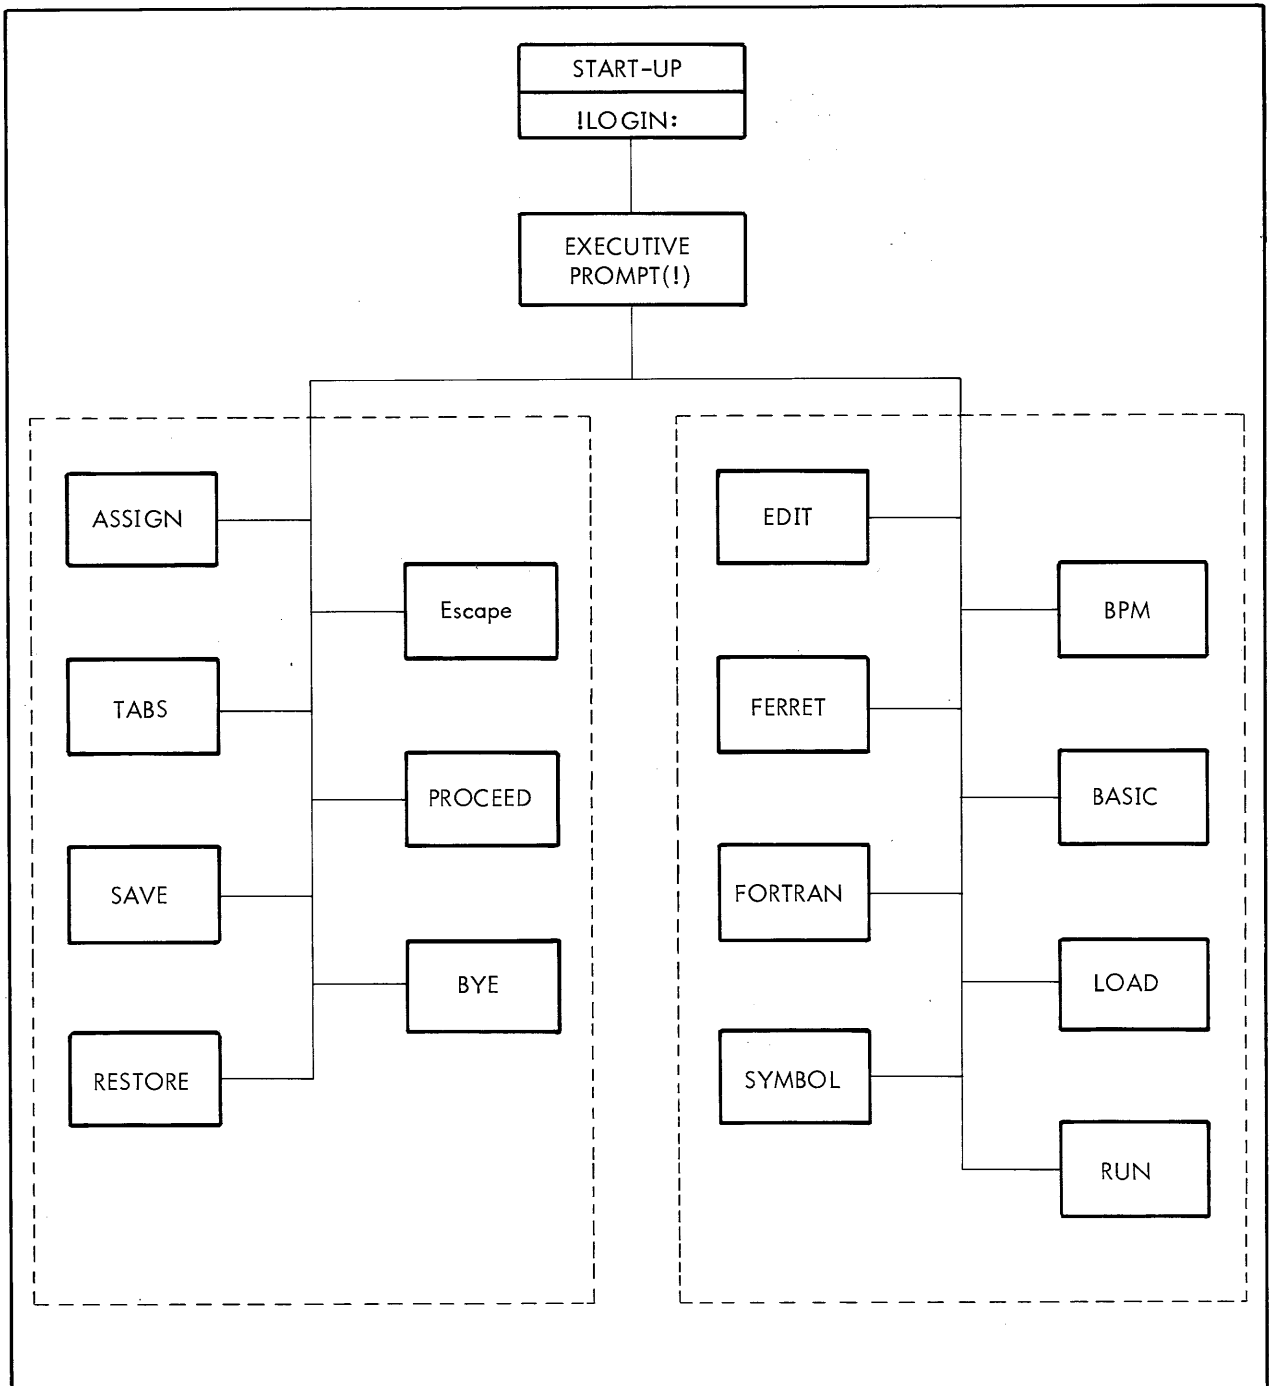 START-UP
!LOGIN:
EXECUTIVE
PROMPT(!)
ASSIGN
Escape
TABS
PROCEED
SAVE
BYE
RESTORE
EDIT
BPM
FERRET
BASIC
FORTRAN
LOAD
SYMBOL
RUN